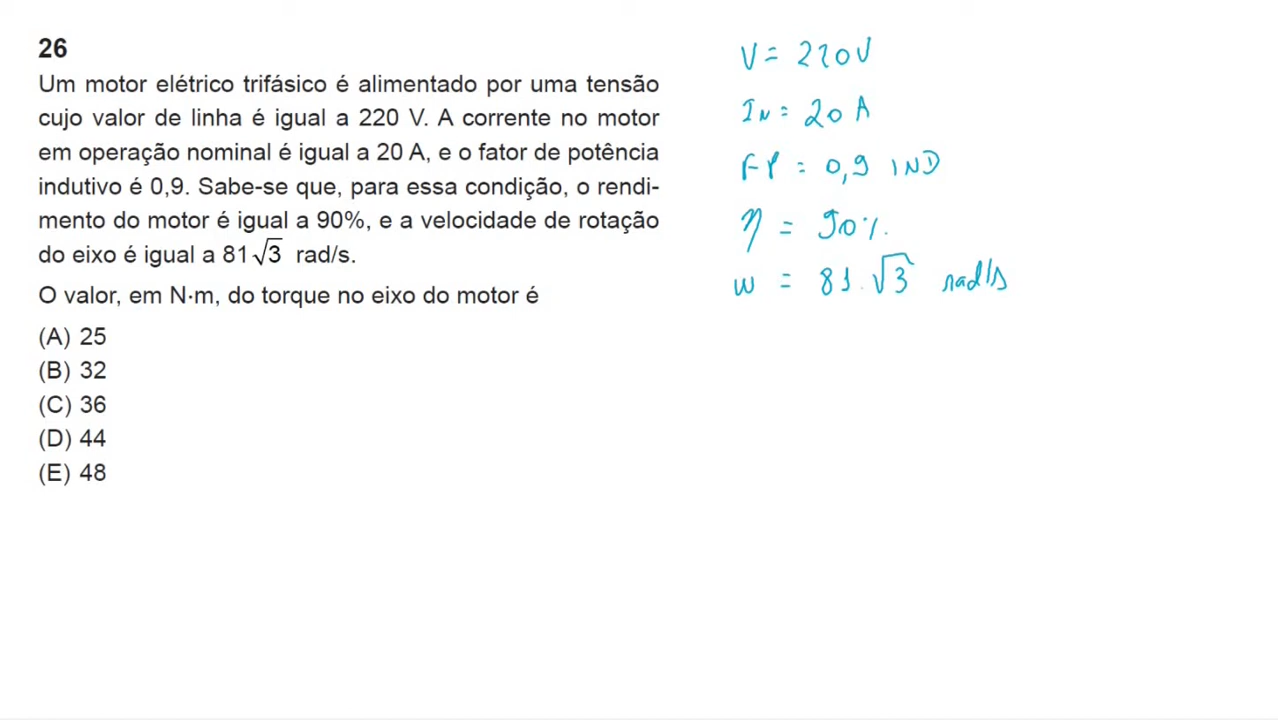 26
Um motor elétrico trifásico é alimentado por uma tensão
cujo valor de linha é igual a 220 V. A corrente no motor
em operação nominal é igual a 20 A, e o fator de potência
indutivo é 0,9. Sabe-se que, para essa condição, o rendi-
mento do motor é igual a 90%, e a velocidade de rotação
do eixo é igual a 81√3 rad/s.
O valor, em N·m, do torque no eixo do motor é
(A) 25
(B) 32
(C) 36
(D) 44
(E) 48
V = 220V
IN = 20 A
FP = 0,9 IND
η = 90%.
w = 81.√3 rad/s